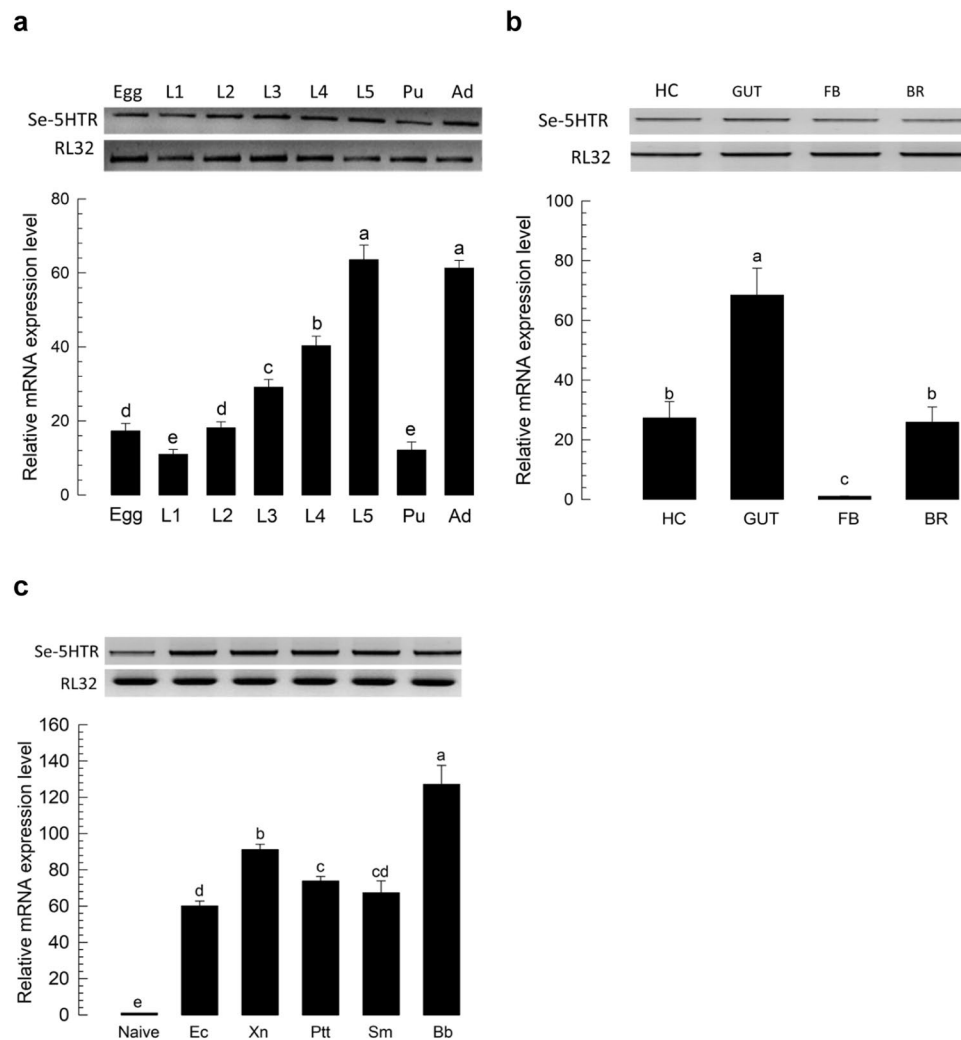 a
Egg L1 L2 L3 L4 L5 Pu Ad
Se-5HTR
RL32
Relative mRNA expression level
80
60
40
20
0
d
e
d
c
b
a
e
a
Egg L1 L2 L3 L4 L5 Pu Ad
b
HC GUT FB BR
Se-5HTR
RL32
Relative mRNA expression level
100
80
60
40
20
0
b
a
c
b
HC GUT FB BR
c
Se-5HTR
RL32
Relative mRNA expression level
160
140
120
100
80
60
40
20
0
e
d
b
c
cd
a
Naive Ec Xn Ptt Sm Bb